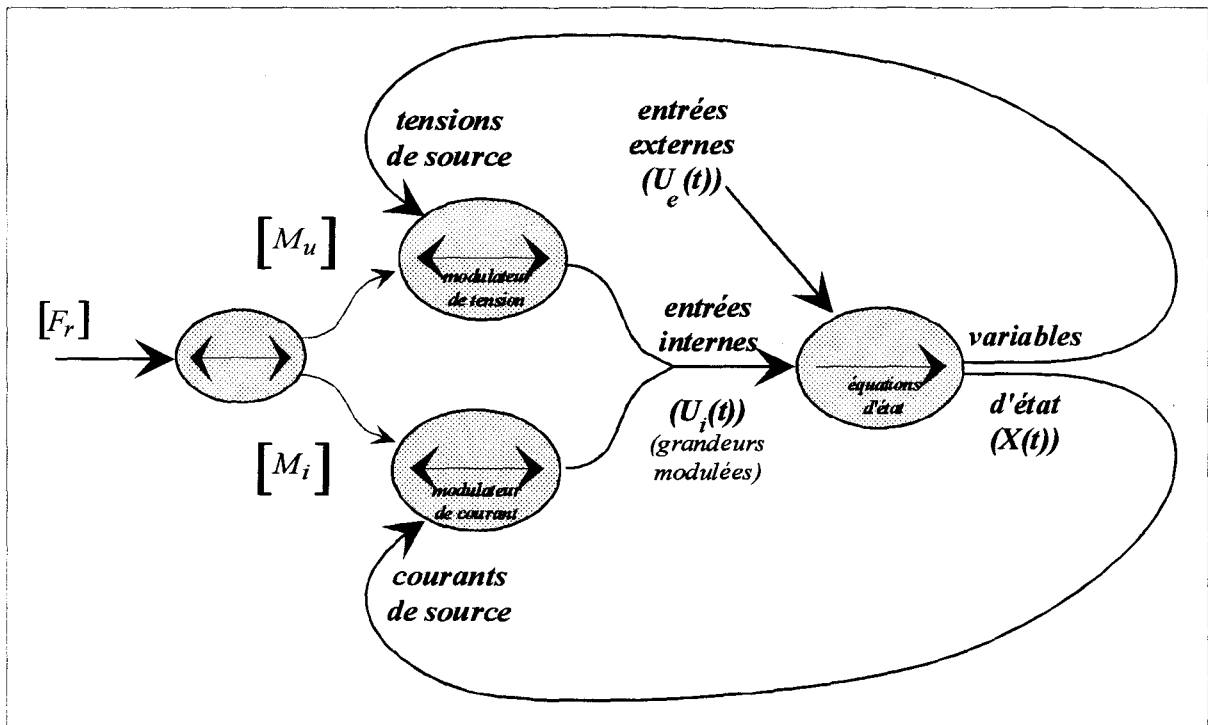 tensions
de source
entrées
externes
(U_e(t))
[M_u]
modulateur
de tension
[F_r]
entrées
internes
variables
équations
d'état
d'état
(X(t))
(U_i(t))
(grandeurs
modulées)
[M_i]
modulateur
de courant
courants
de source